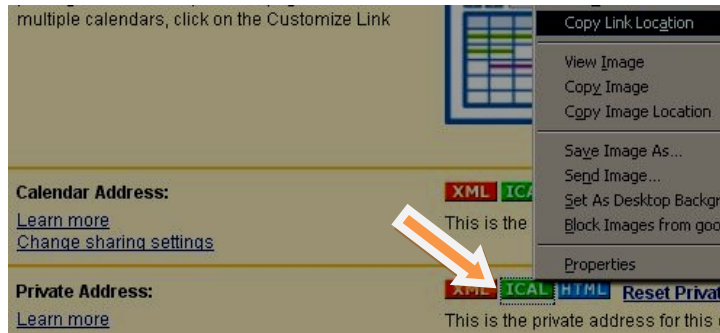 multiple calendars, click on the Customize Link
Copy Link Location
View Image
Copy Image
Copy Image Location
Save Image As...
Send Image...
Set As Desktop Backgr
Block Images from goo
Properties
Calendar Address:
XML ICA
Learn more
This is the
Change sharing settings
Private Address:
XML ICAL HTML Reset Privat
Learn more
This is the private address for this